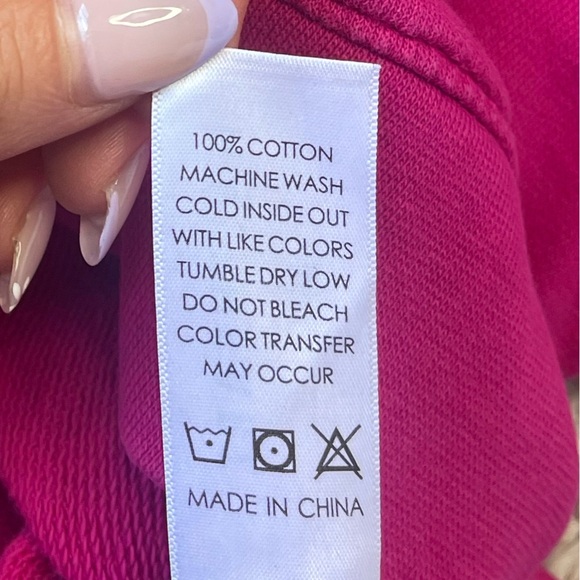 100% COTTON
MACHINE WASH
COLD INSIDE OUT
WITH LIKE COLORS
TUMBLE DRY LOW
DO NOT BLEACH
COLOR TRANSFER
MAY OCCUR
MADE IN CHINA